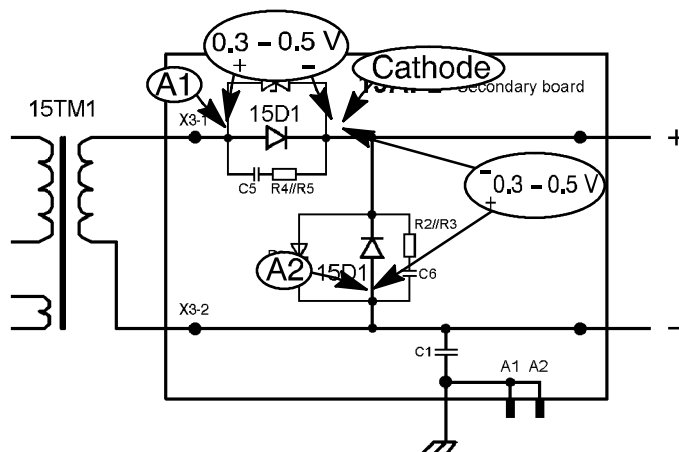 0.3 – 0.5 V
+ –
Cathode
A1
Secondary board
15TM1
15D1
X3-1
+
C5 R4//R5
–
0.3 – 0.5 V
+
R2//R3
A2
15D1
C6
X3-2
–
C1
A1 A2